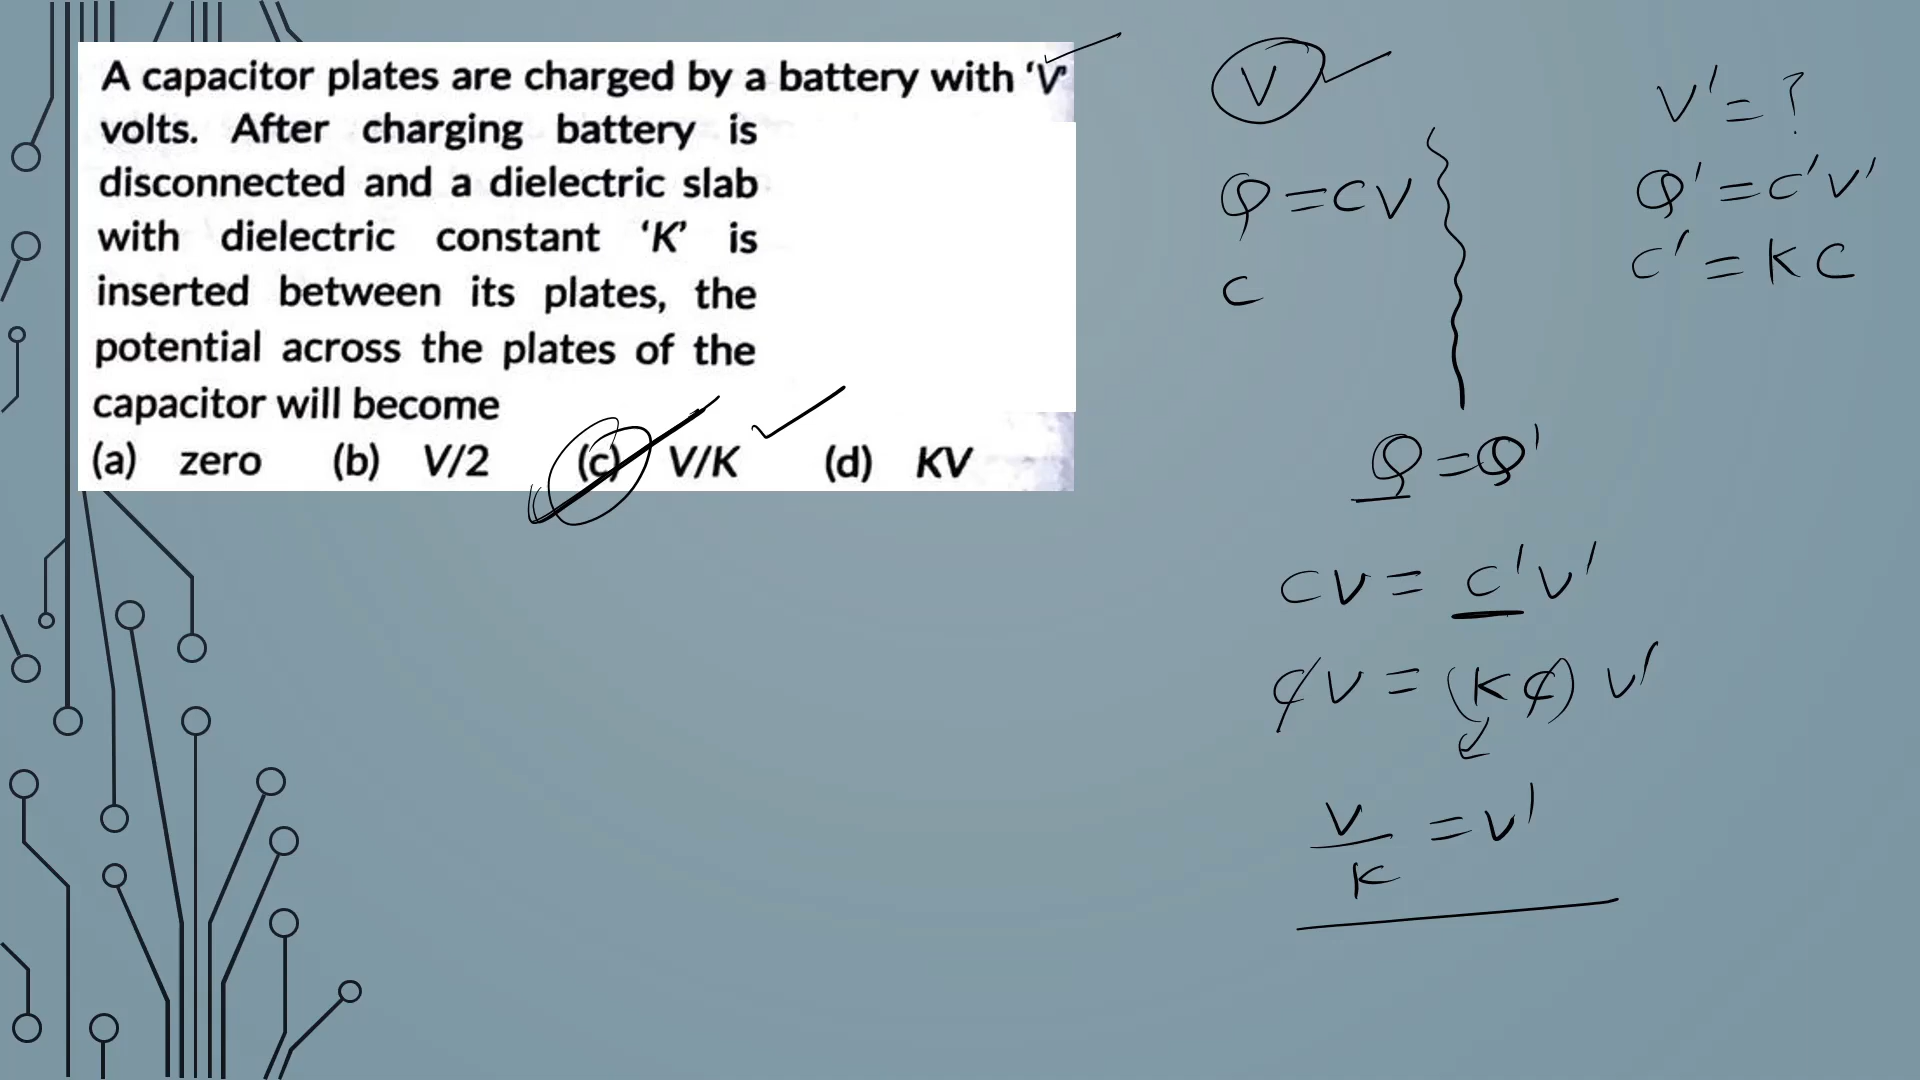 A capacitor plates are charged by a battery with ‘V’
volts. After charging battery is
disconnected and a dielectric slab
with dielectric constant ‘K’ is
inserted between its plates, the
potential across the plates of the
capacitor will become
(a) zero (b) V/2 (c) V/K (d) KV
V
Q = CV
C
V' = ?
Q' = C'V'
C' = KC
Q = Q'
CV = C'V'
CV = (KC) V'
V/K = V'